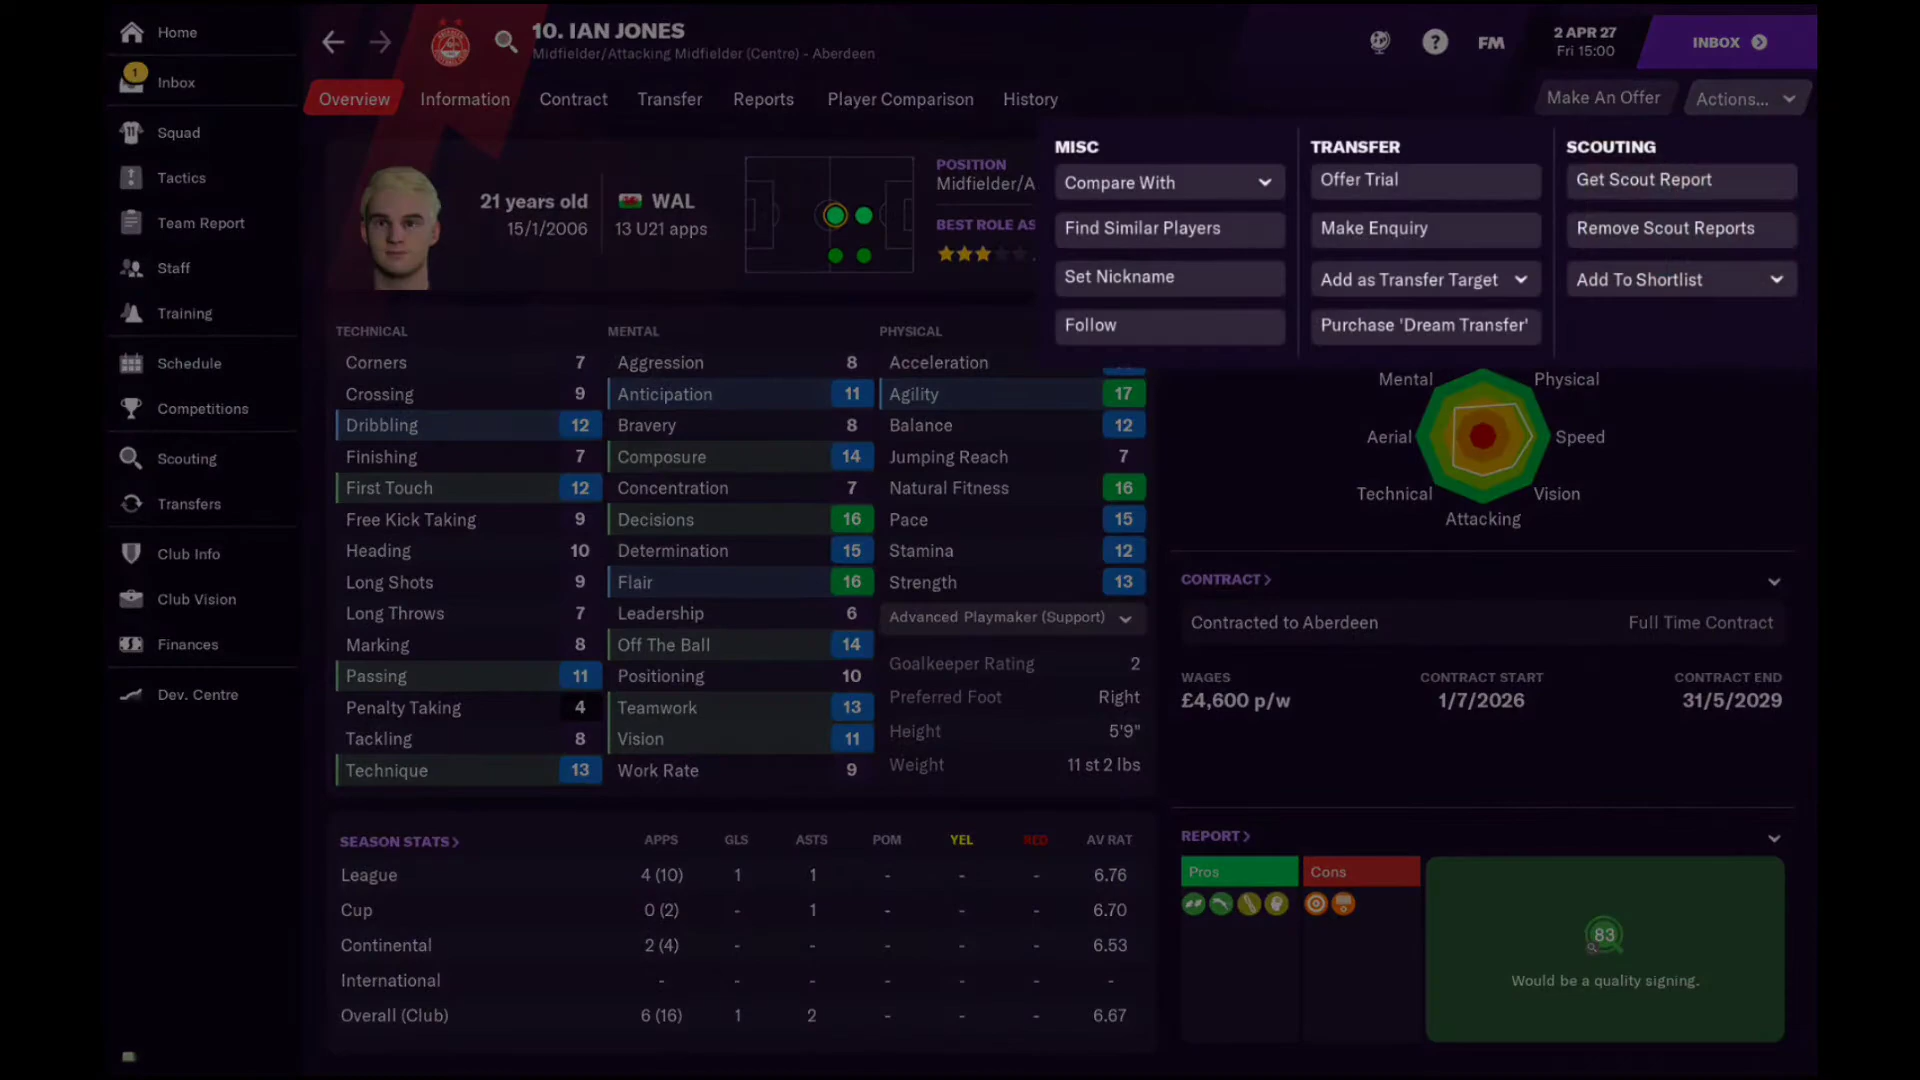 Home
1
Inbox
Squad
Tactics
Team Report
Staff
Training
Schedule
Competitions
Scouting
Transfers
Club Info
Club Vision
Finances
Dev. Centre
10. IAN JONES
Midfielder/Attacking Midfielder (Centre) - Aberdeen
?
FM
2 APR 27
Fri 15:00
INBOX
Overview Information Contract Transfer Reports Player Comparison History
Make An Offer
Actions...
21 years old
15/1/2006
WAL
13 U21 apps
POSITION
Midfielder/A
BEST ROLE AS
MISC
Compare With
Find Similar Players
Set Nickname
Follow
TRANSFER
Offer Trial
Make Enquiry
Add as Transfer Target
Purchase 'Dream Transfer'
SCOUTING
Get Scout Report
Remove Scout Reports
Add To Shortlist
TECHNICAL
Corners 7
Crossing 9
Dribbling 12
Finishing 7
First Touch 12
Free Kick Taking 9
Heading 10
Long Shots 9
Long Throws 7
Marking 8
Passing 11
Penalty Taking 4
Tackling 8
Technique 13
MENTAL
Aggression 8
Anticipation 11
Bravery 8
Composure 14
Concentration 7
Decisions 16
Determination 15
Flair 16
Leadership 6
Off The Ball 14
Positioning 10
Teamwork 13
Vision 11
Work Rate 9
PHYSICAL
Acceleration
Agility 17
Balance 12
Jumping Reach 7
Natural Fitness 16
Pace 15
Stamina 12
Strength 13
Advanced Playmaker (Support)
Goalkeeper Rating 2
Preferred Foot Right
Height 5'9"
Weight 11 st 2 lbs
Mental Physical
Aerial Speed
Technical Vision
Attacking
CONTRACT
Contracted to Aberdeen Full Time Contract
WAGES CONTRACT START CONTRACT END
£4,600 p/w 1/7/2026 31/5/2029
SEASON STATS APPS GLS ASTS POM YEL RED AV RAT
League 4 (10) 1 1 - - - 6.76
Cup 0 (2) - 1 - - - 6.70
Continental 2 (4) - - - - - 6.53
International - - - - - - -
Overall (Club) 6 (16) 1 2 - - - 6.67
REPORT
Pros Cons
83
Would be a quality signing.